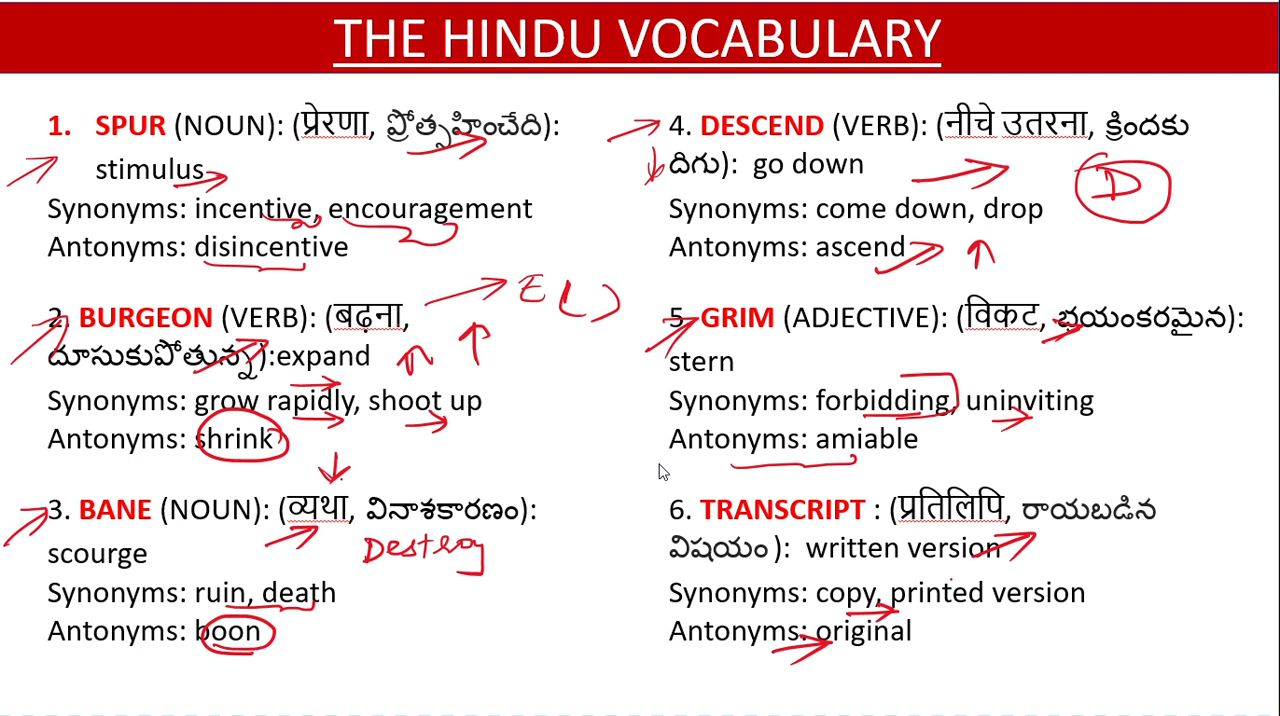 THE HINDU VOCABULARY
1. SPUR (NOUN): (प्रेरणा, ప్రోత్సహించేది):
stimulus
Synonyms: incentive, encouragement
Antonyms: disincentive
2. BURGEON (VERB): (बढ़ना,
దూసుకుపోతున్న):expand
Synonyms: grow rapidly, shoot up
Antonyms: shrink
3. BANE (NOUN): (व्यथा, వినాశకారణం):
scourge
Destroy
Synonyms: ruin, death
Antonyms: boon
4. DESCEND (VERB): (नीचे उतरना, క్రిందకు
దిగు): go down
D
Synonyms: come down, drop
Antonyms: ascend
5. GRIM (ADJECTIVE): (विकट, భయంకరమైన):
stern
Synonyms: forbidding, uninviting
Antonyms: amiable
6. TRANSCRIPT : (प्रतिलिपि, రాయబడిన
విషయం): written version
Synonyms: copy, printed version
Antonyms: original